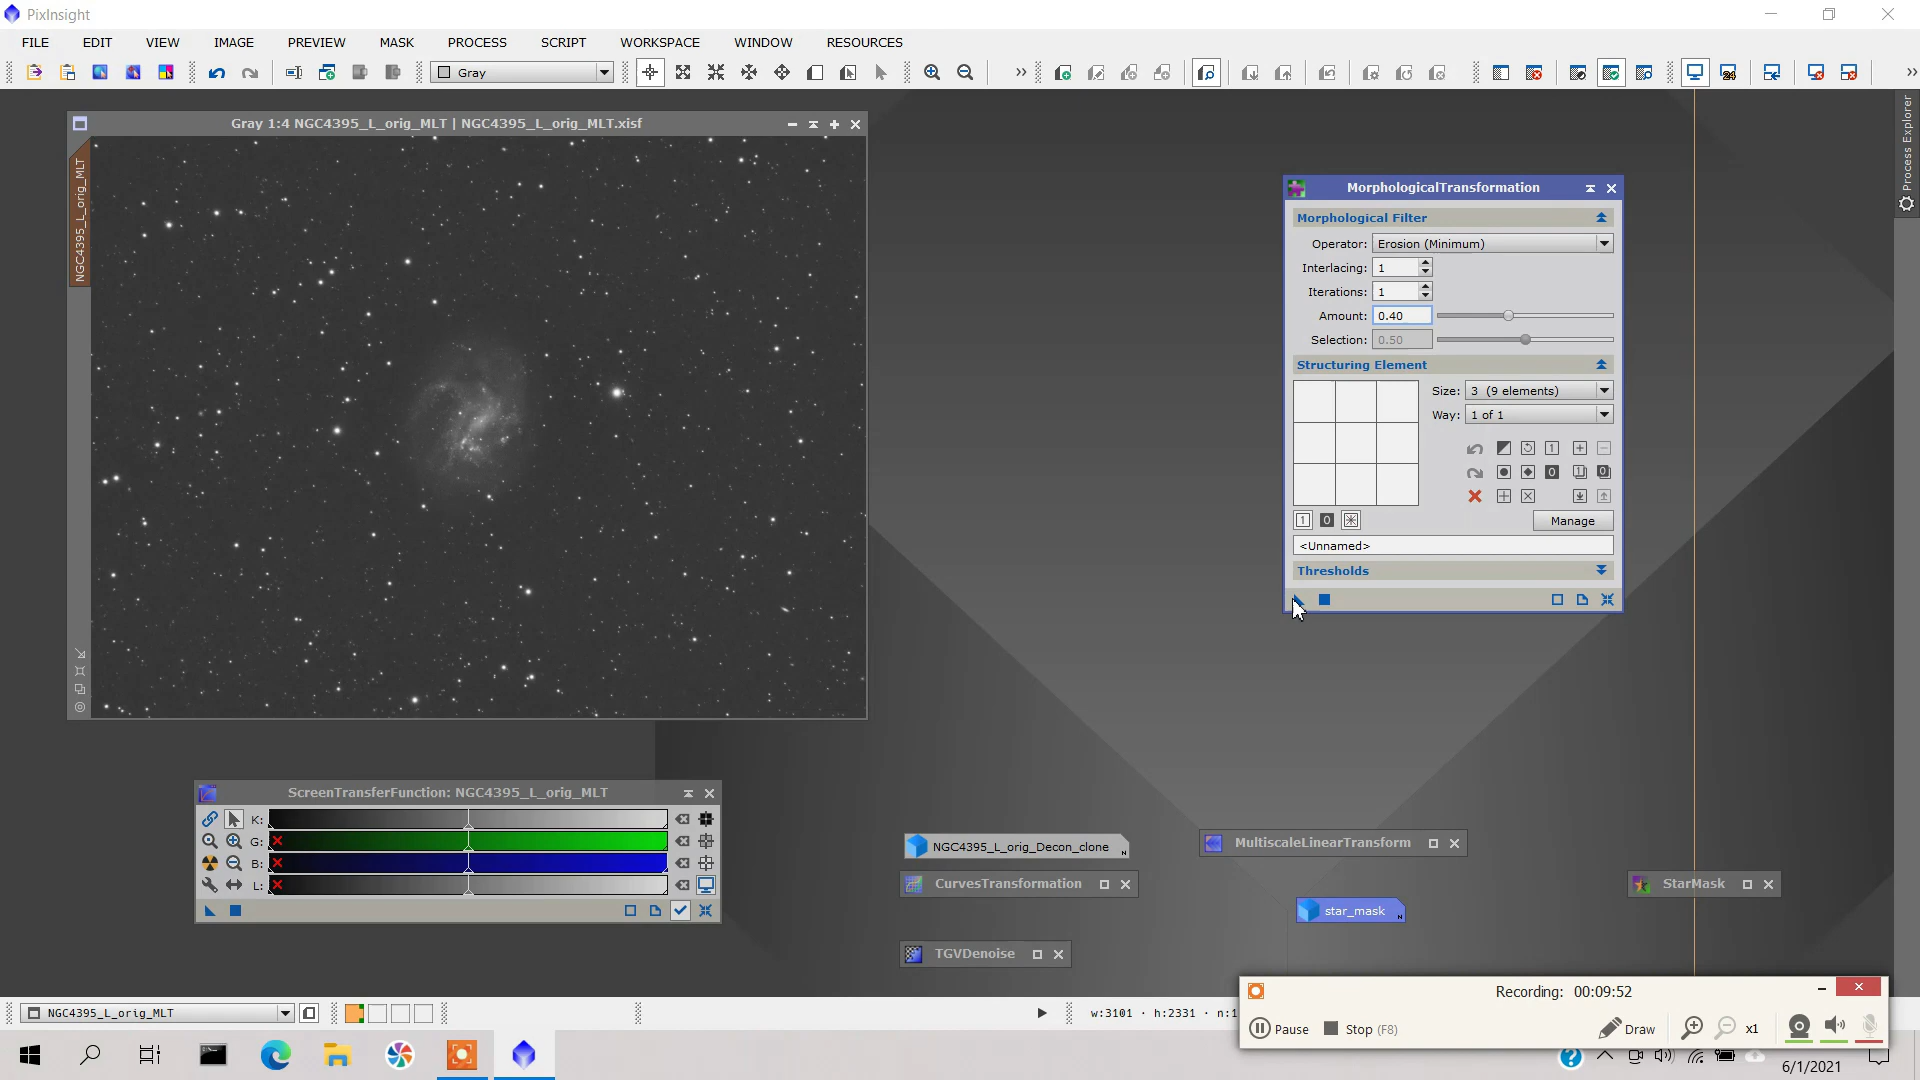 PixInsight
FILE EDIT VIEW IMAGE PREVIEW MASK PROCESS SCRIPT WORKSPACE WINDOW RESOURCES
Gray
24
Process Explorer
Gray 1:4 NGC4395_L_orig_MLT | NGC4395_L_orig_MLT.xisf
NGC4395_L_orig_MLT
MorphologicalTransformation
Morphological Filter
Operator: Erosion (Minimum)
Interlacing: 1
Iterations: 1
Amount: 0.40
Selection: 0.50
Structuring Element
Size: 3 (9 elements)
Way: 1 of 1
Manage
<Unnamed>
Thresholds
ScreenTransferFunction: NGC4395_L_orig_MLT
K:
G:
B:
L:
NGC4395_L_orig_Decon_clone
MultiscaleLinearTransform
CurvesTransformation
StarMask
star_mask
TGVDenoise
Recording: 00:09:52
NGC4395_L_orig_MLT
w:3101 · h:2331 · n:1
Pause Stop (F8) Draw x1
6/1/2021